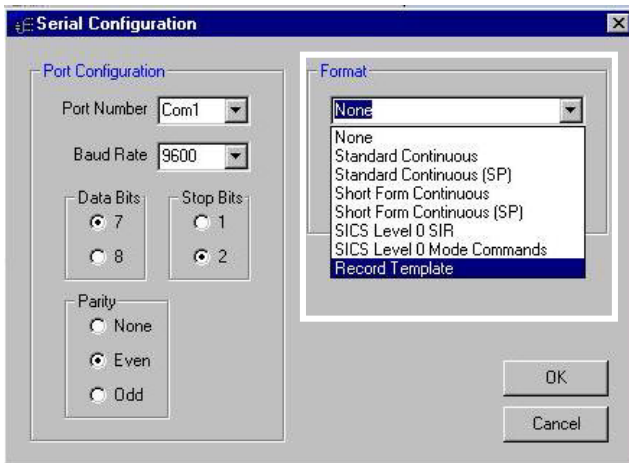 Serial Configuration
Port Configuration
Port Number Com1
Baud Rate 9600
Data Bits
7
8
Stop Bits
1
2
Parity
None
Even
Odd
Format
None
None
Standard Continuous
Standard Continuous (SP)
Short Form Continuous
Short Form Continuous (SP)
SICS Level 0 SIR
SICS Level 0 Mode Commands
Record Template
OK
Cancel